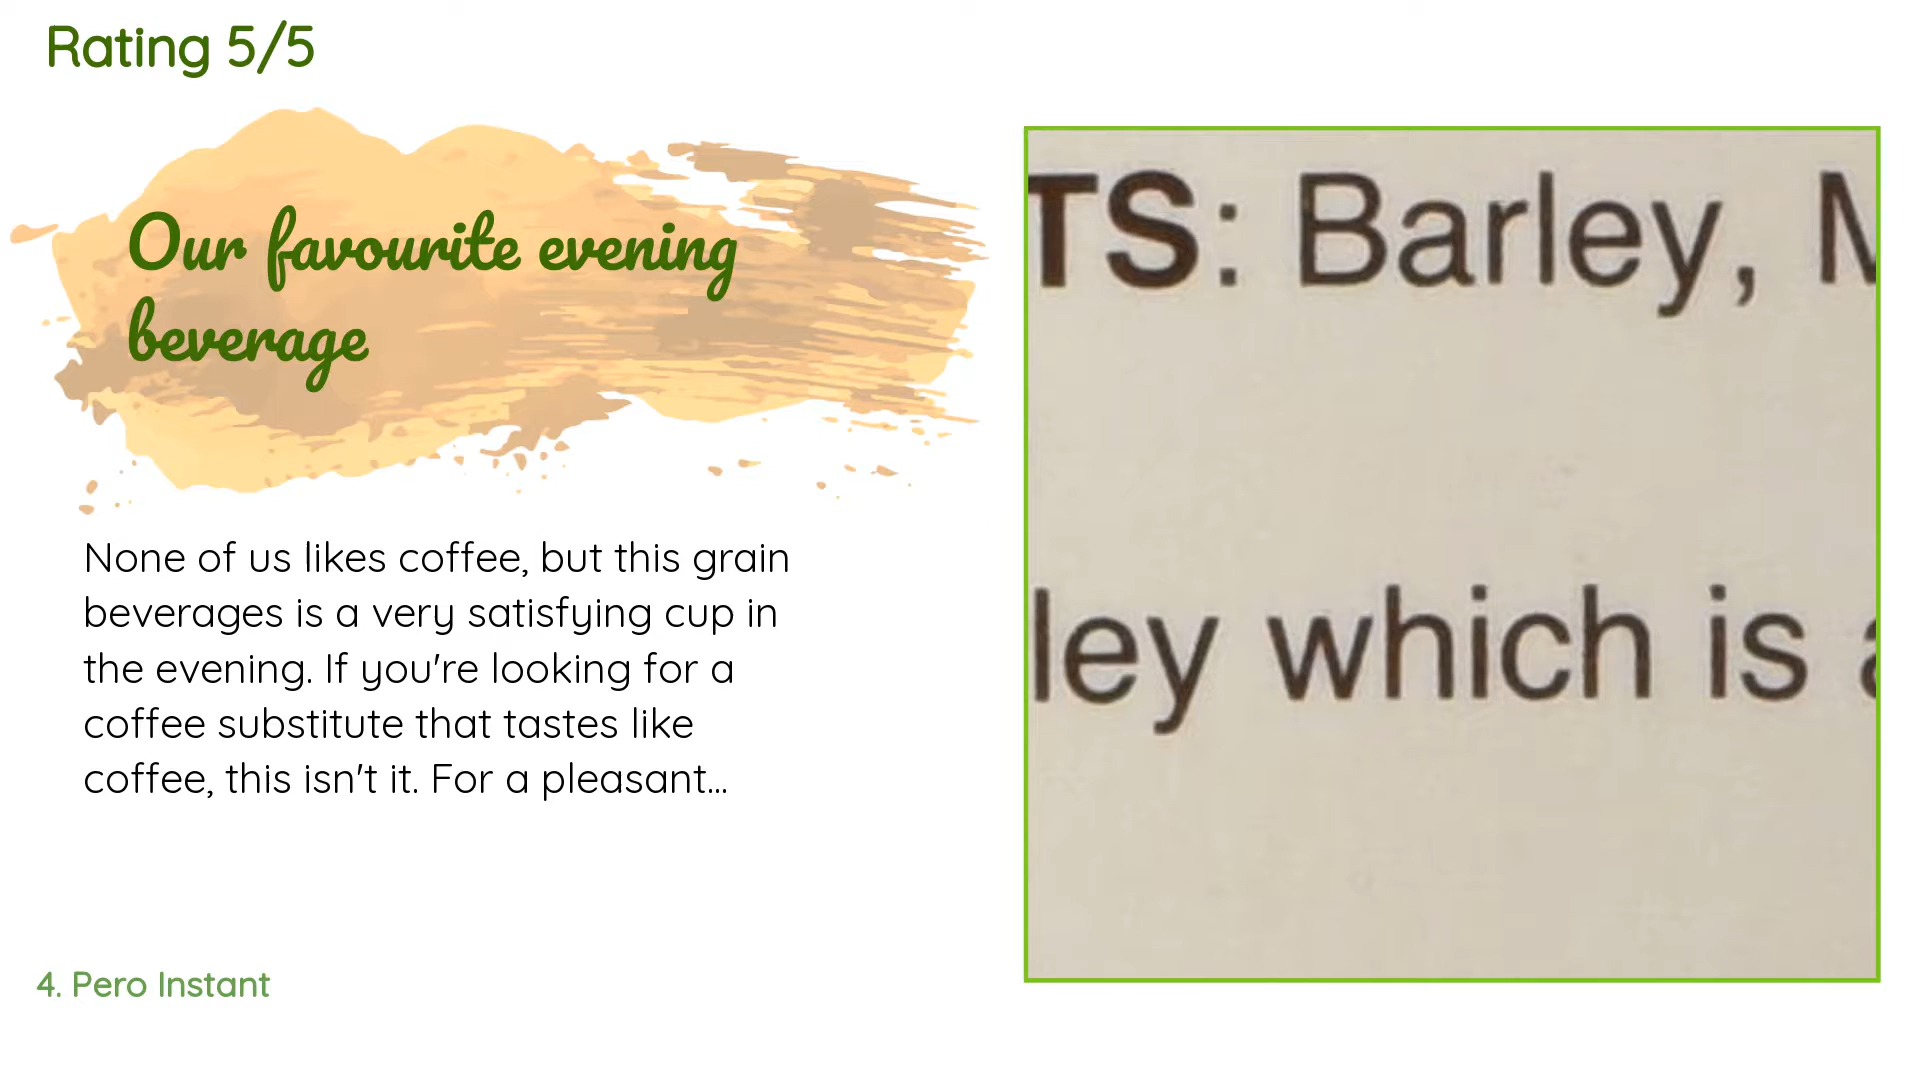 Rating 5/5
Our favourite evening
beverage
None of us likes coffee, but this grain
beverages is a very satisfying cup in
the evening. If you're looking for a
coffee substitute that tastes like
coffee, this isn't it. For a pleasant...
4. Pero Instant
TS: Barley, M
ley which is